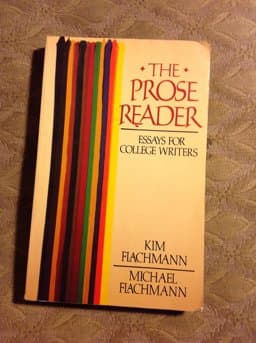 THE
PROSE
READER
ESSAYS FOR
COLLEGE WRITERS
KIM
FLACHMANN
MICHAEL
FLACHMANN